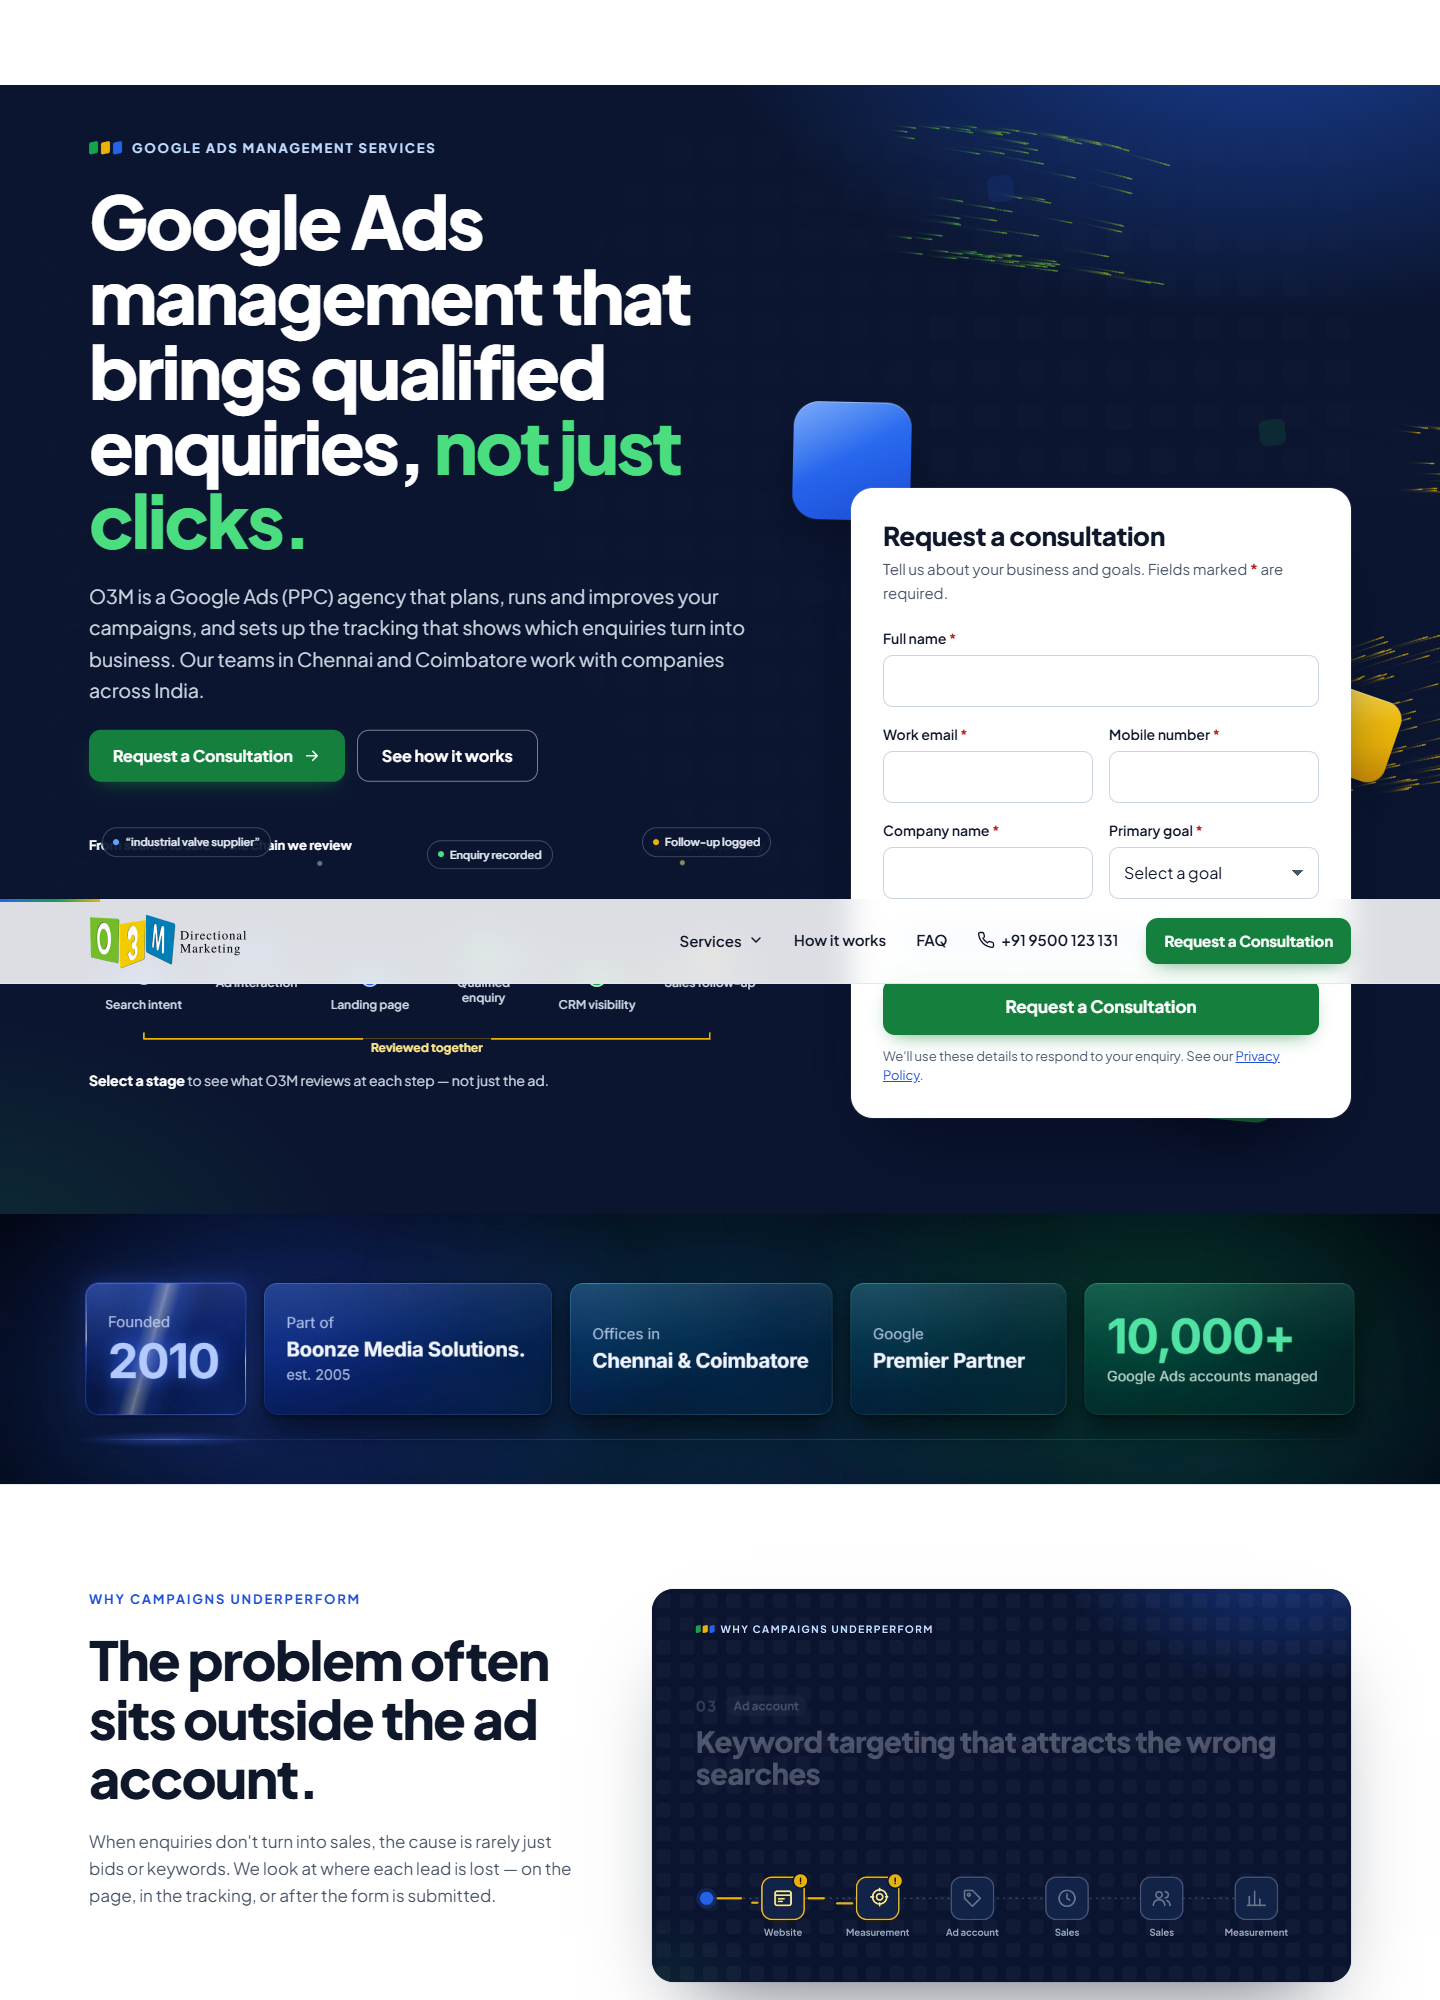 GOOGLE ADS MANAGEMENT SERVICES
Google Ads
management that
brings qualified
enquiries, not just
clicks.
O3M is a Google Ads (PPC) agency that plans, runs and improves your
campaigns, and sets up the tracking that shows which enquiries turn into
business. Our teams in Chennai and Coimbatore work with companies
across India.
Request a Consultation
See how it works
"industrial valve supplier"
we review
Enquiry recorded
Follow-up logged
Request a consultation
Tell us about your business and goals. Fields marked * are
required.
Full name *
Work email *
Mobile number *
Company name *
Primary goal *
Select a goal
O3M Directional
Marketing
Services
How it works
FAQ
+91 9500 123 131
Request a Consultation
Ad interaction
Qualified
enquiry
Sales follow-up
Search intent
Landing page
CRM visibility
Reviewed together
Select a stage to see what O3M reviews at each step — not just the ad.
Request a Consultation
We'll use these details to respond to your enquiry. See our Privacy
Policy.
Founded
2010
Part of
Boonze Media Solutions.
est. 2005
Offices in
Chennai & Coimbatore
Google
Premier Partner
10,000+
Google Ads accounts managed
WHY CAMPAIGNS UNDERPERFORM
The problem often
sits outside the ad
account.
When enquiries don't turn into sales, the cause is rarely just
bids or keywords. We look at where each lead is lost — on the
page, in the tracking, or after the form is submitted.
WHY CAMPAIGNS UNDERPERFORM
03 Ad account
Keyword targeting that attracts the wrong
searches
Website
Measurement
Ad account
Sales
Sales
Measurement